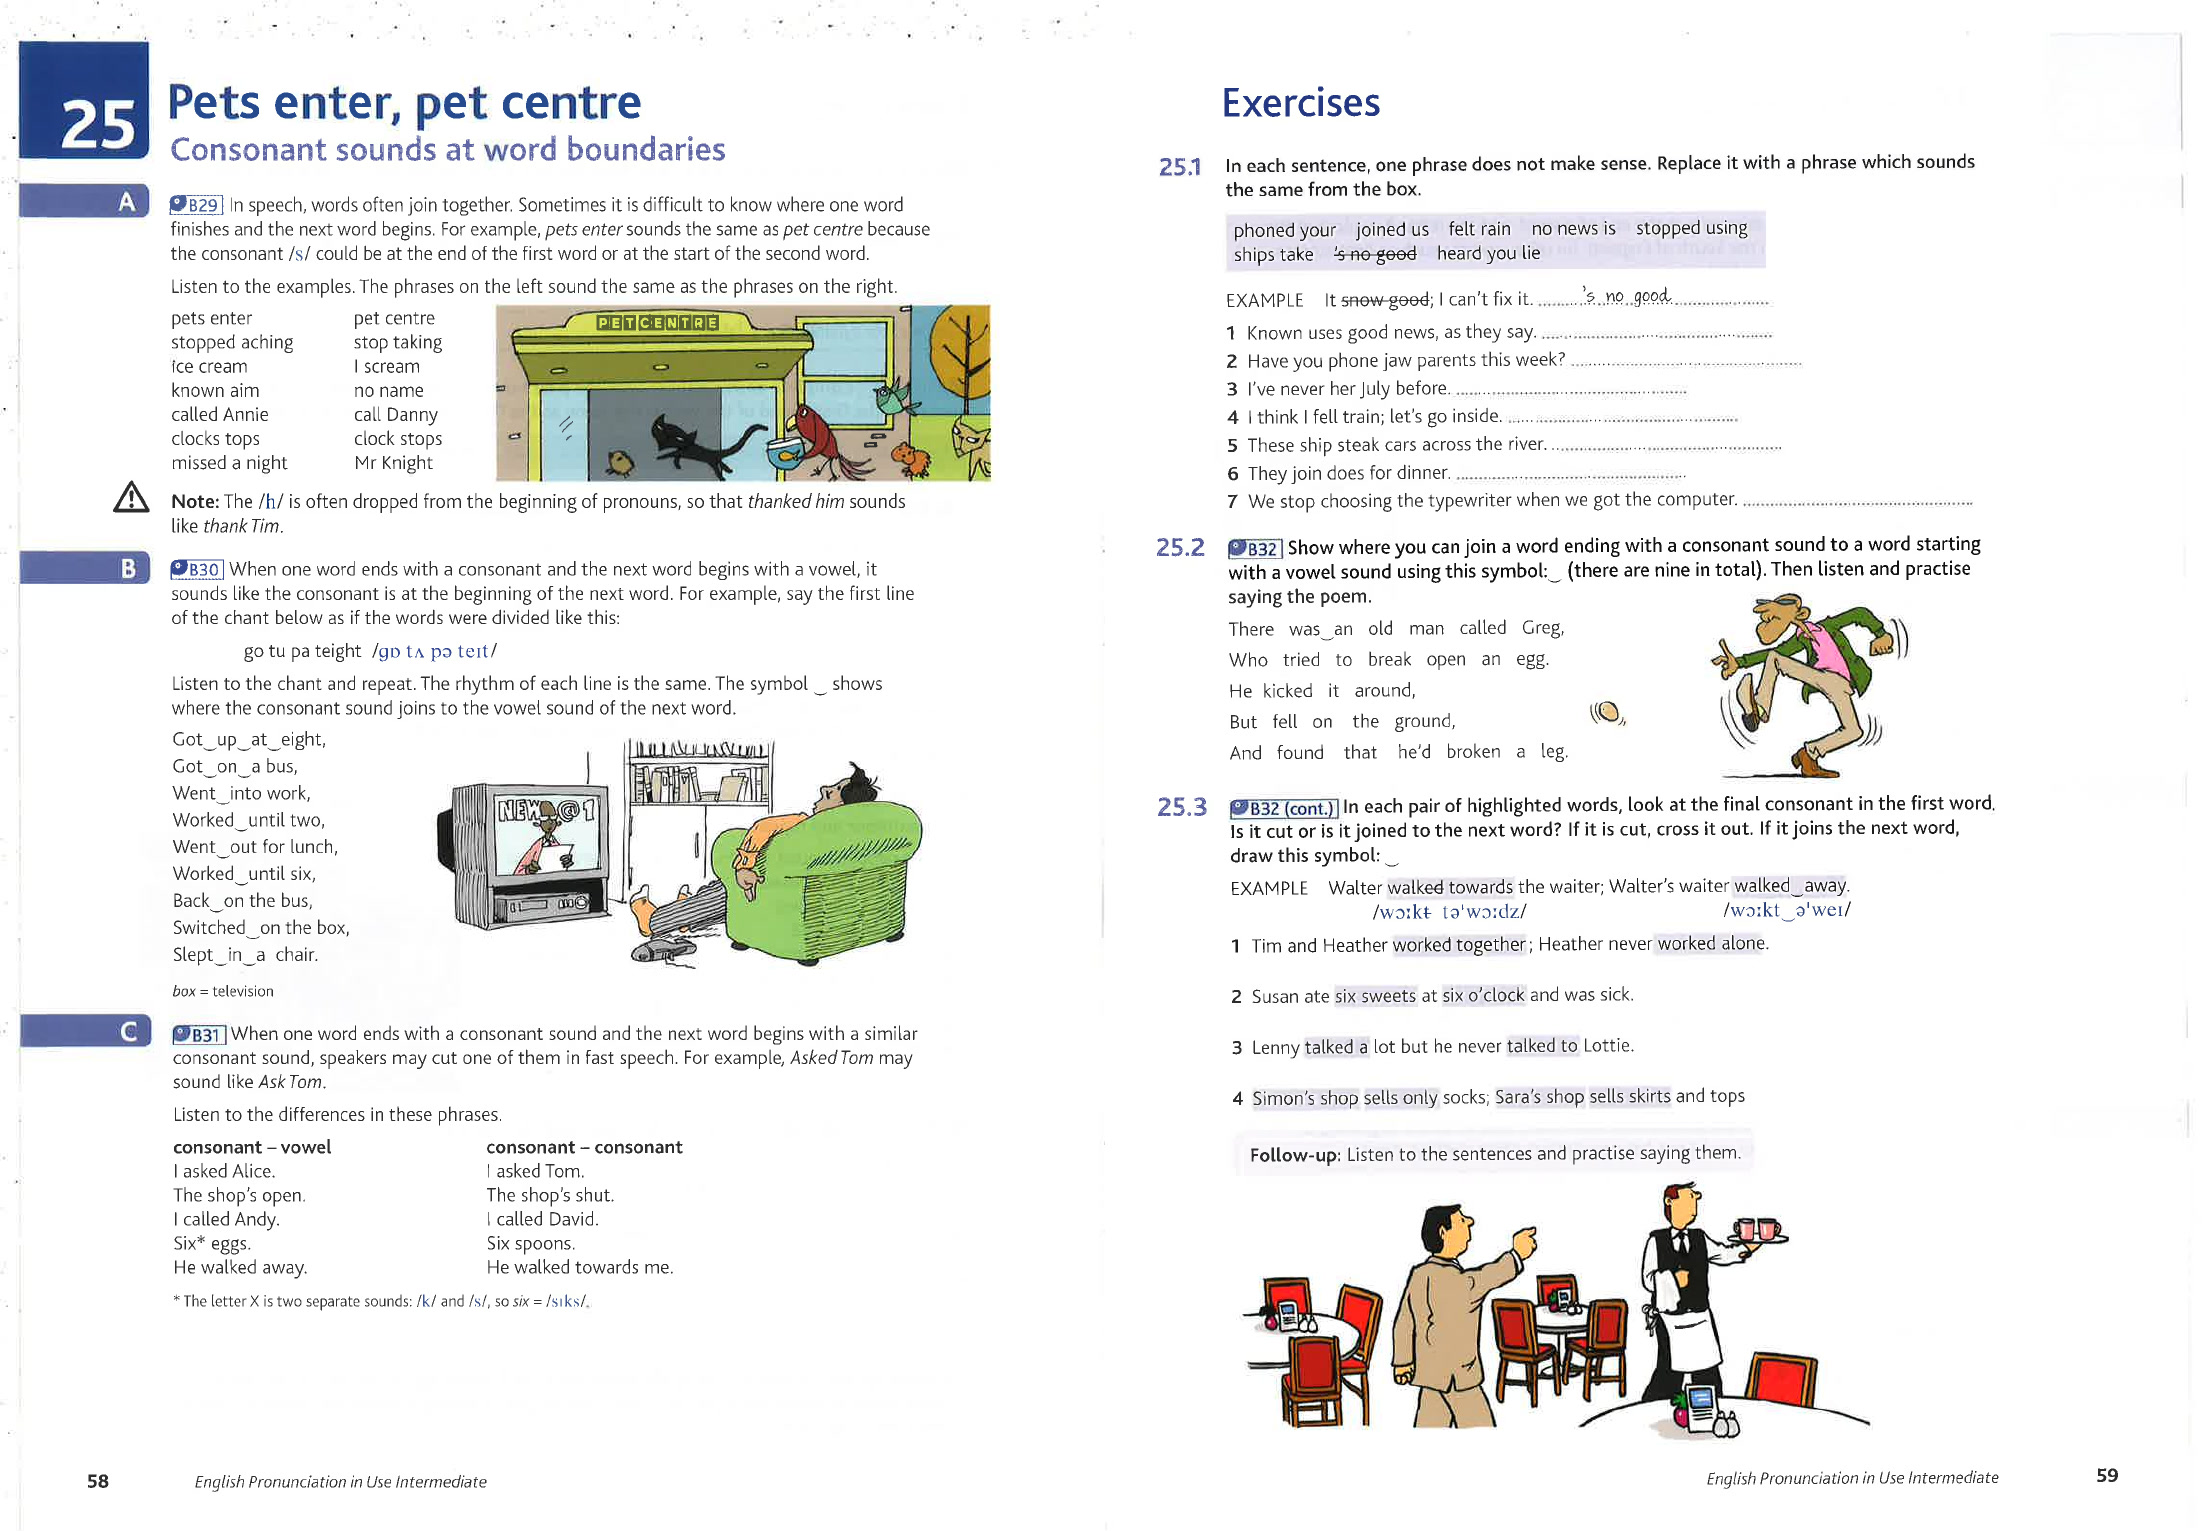 25
Pets enter, pet centre
Consonant sounds at word boundaries
A
B29 In speech, words often join together. Sometimes it is difficult to know where one word
finishes and the next word begins. For example, pets enter sounds the same as pet centre because
the consonant /s/ could be at the end of the first word or at the start of the second word.
Listen to the examples. The phrases on the left sound the same as the phrases on the right.
pets enter pet centre
stopped aching stop taking
ice cream I scream
known aim no name
called Annie call Danny
clocks tops clock stops
missed a night Mr Knight
PET CENTRE
Note: The /h/ is often dropped from the beginning of pronouns, so that thanked him sounds
like thank Tim.
B
B30 When one word ends with a consonant and the next word begins with a vowel, it
sounds like the consonant is at the beginning of the next word. For example, say the first line
of the chant below as if the words were divided like this:
go tu pa teight /gɒ tʌ pə teɪt/
Listen to the chant and repeat. The rhythm of each line is the same. The symbol ‿ shows
where the consonant sound joins to the vowel sound of the next word.
Got‿up‿at‿eight,
Got‿on‿a bus,
Went‿into work,
Worked‿until two,
Went‿out for lunch,
Worked‿until six,
Back‿on the bus,
Switched‿on the box,
Slept‿in‿a chair.
NEWS@1
box = television
C
B31 When one word ends with a consonant sound and the next word begins with a similar
consonant sound, speakers may cut one of them in fast speech. For example, Asked Tom may
sound like Ask Tom.
Listen to the differences in these phrases.
consonant – vowel consonant – consonant
I asked Alice. I asked Tom.
The shop's open. The shop's shut.
I called Andy. I called David.
Six* eggs. Six spoons.
He walked away. He walked towards me.
* The letter X is two separate sounds: /k/ and /s/, so six = /sɪks/.
58 English Pronunciation in Use Intermediate
Exercises
25.1 In each sentence, one phrase does not make sense. Replace it with a phrase which sounds
the same from the box.
phoned your joined us felt rain no news is stopped using
ships take 's no good heard you lie
EXAMPLE It snow good; I can't fix it. 's no good
1 Known uses good news, as they say.
2 Have you phone jaw parents this week?
3 I've never her July before.
4 I think I fell train; let's go inside.
5 These ship steak cars across the river.
6 They join does for dinner.
7 We stop choosing the typewriter when we got the computer.
25.2 B32 Show where you can join a word ending with a consonant sound to a word starting
with a vowel sound using this symbol: ‿ (there are nine in total). Then listen and practise
saying the poem.
There was‿an old man called Greg,
Who tried to break open an egg.
He kicked it around,
But fell on the ground,
And found that he'd broken a leg.
25.3 B32 (cont.) In each pair of highlighted words, look at the final consonant in the first word.
Is it cut or is it joined to the next word? If it is cut, cross it out. If it joins the next word,
draw this symbol: ‿
EXAMPLE Walter walked towards the waiter; Walter's waiter walked‿away.
/wɔːkt təˈwɔːdz/ /wɔːkt‿əˈweɪ/
1 Tim and Heather worked together; Heather never worked alone.
2 Susan ate six sweets at six o'clock and was sick.
3 Lenny talked a lot but he never talked to Lottie.
4 Simon's shop sells only socks; Sara's shop sells skirts and tops
Follow-up: Listen to the sentences and practise saying them.
English Pronunciation in Use Intermediate 59